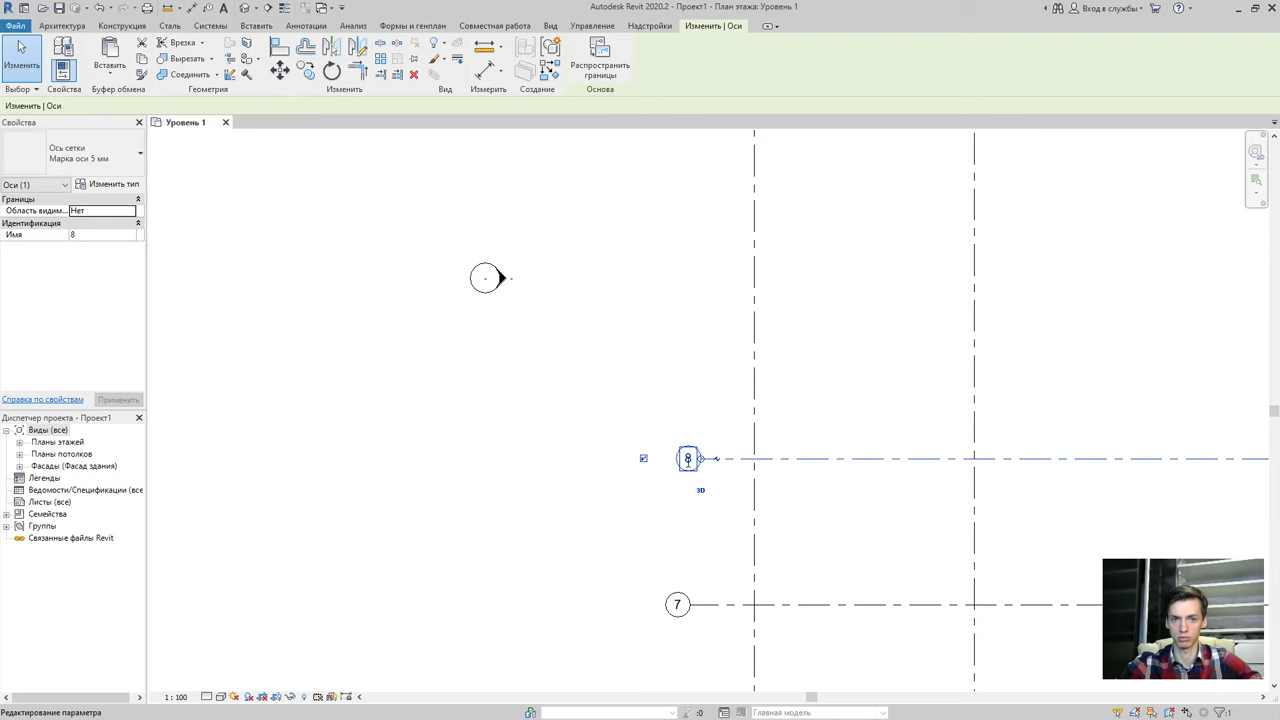 Autodesk Revit 2020.2 - Проект1 - План этажа: Уровень 1
Вход в службы
Файл Архитектура Конструкция Сталь Системы Вставить Аннотации Анализ Формы и генплан Совместная работа Вид Управление Надстройки Изменить | Оси
Врезка
Вырезать
Соединить
Изменить
Вставить
Распространить границы
Выбор Свойства Буфер обмена Геометрия Изменить Вид Измерить Создание Основа
Изменить | Оси
Свойства
Уровень 1
Ось сетки
Марка оси 5 мм
Оси (1)
Изменить тип
Границы
Область видим... Нет
Идентификация
Имя 8
8
3D
7
Справка по свойствам Применить
Диспетчер проекта - Проект1
Виды (все)
Планы этажей
Планы потолков
Фасады (Фасад здания)
Легенды
Ведомости/Спецификации (все
Листы (все)
Семейства
Группы
Связанные файлы Revit
1 : 100
Редактирование параметра
:0
Главная модель
:1